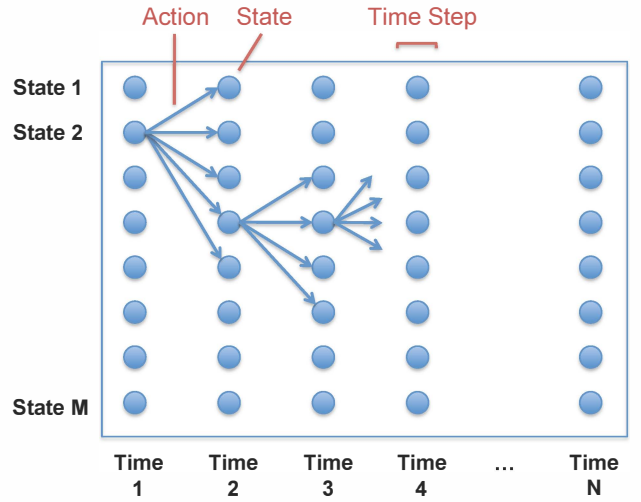 Action State Time Step
State 1
State 2
State M
Time Time Time Time ... Time
1 2 3 4 N